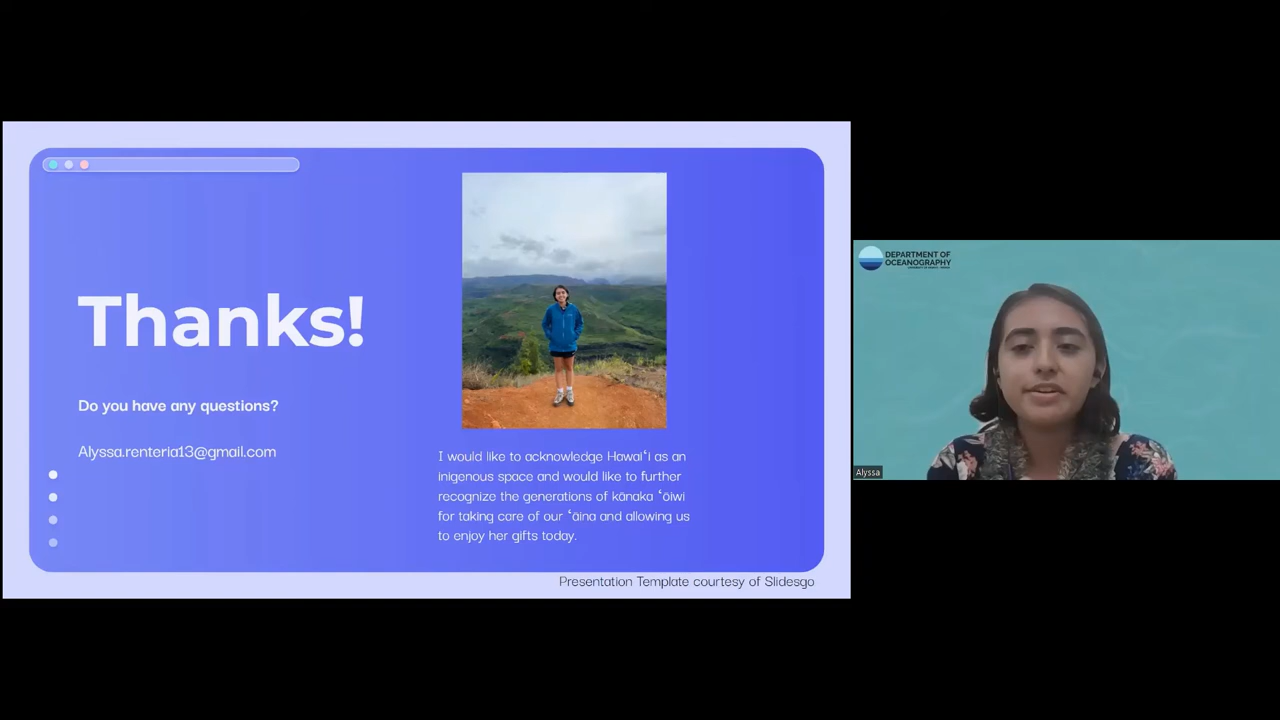 Thanks!
Do you have any questions?
Alyssa.renteria13@gmail.com
I would like to acknowledge Hawaiʻi as an
inigenous space and would like to further
recognize the generations of kānaka ʻōiwi
for taking care of our ʻāina and allowing us
to enjoy her gifts today.
Presentation Template courtesy of Slidesgo
DEPARTMENT OF
OCEANOGRAPHY
Alyssa